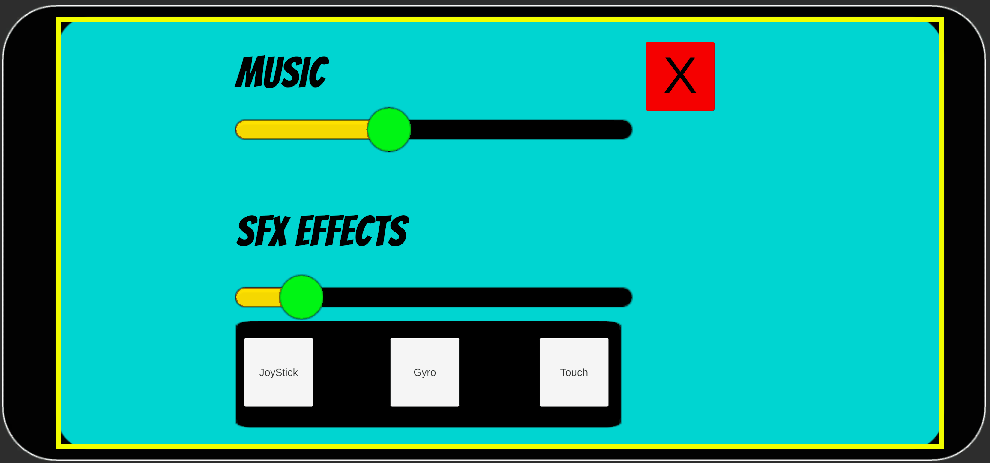 MUSIC
X
SFX EFFECTS
JoyStick
Gyro
Touch